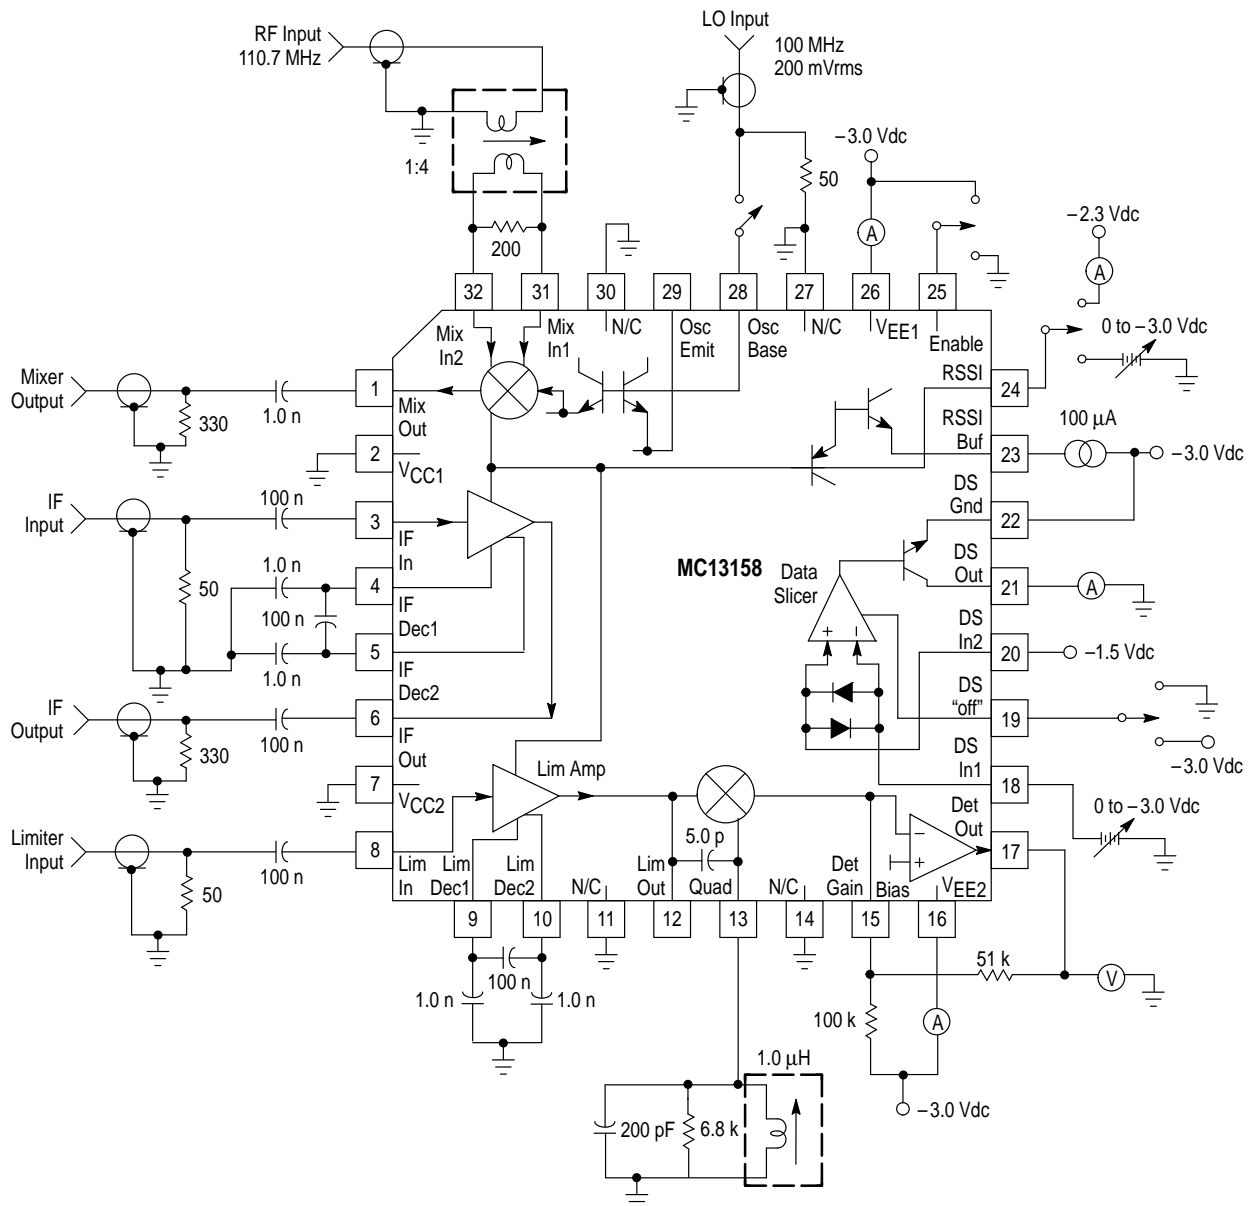 RF Input
110.7 MHz
LO Input
100 MHz
200 mVrms
1:4
200
50
–3.0 Vdc
A
–2.3 Vdc
A
0 to –3.0 Vdc
32
31
30
29
28
27
26
25
Mix
In2
Mix
In1
N/C
Osc
Emit
Osc
Base
N/C
VEE1
Enable
Mixer
Output
330
1.0 n
1
Mix
Out
2
VCC1
IF
Input
50
100 n
3
IF
In
1.0 n
4
100 n
IF
Dec1
5
1.0 n
IF
Dec2
IF
Output
330
100 n
6
IF
Out
7
VCC2
Limiter
Input
50
100 n
8
Lim
In
RSSI
24
RSSI
Buf
23
100 µA
–3.0 Vdc
DS
Gnd
22
MC13158
Data
Slicer
+
–
DS
Out
21
A
DS
In2
20
–1.5 Vdc
DS
“off”
19
–3.0 Vdc
DS
In1
18
0 to –3.0 Vdc
Det
Out
17
Lim Amp
5.0 p
–
+
Lim
Dec1
Lim
Dec2
N/C
Lim
Out
Quad
N/C
Det
Gain
Bias
VEE2
9
10
11
12
13
14
15
16
100 n
1.0 n
1.0 n
51 k
V
100 k
A
–3.0 Vdc
1.0 µH
200 pF
6.8 k